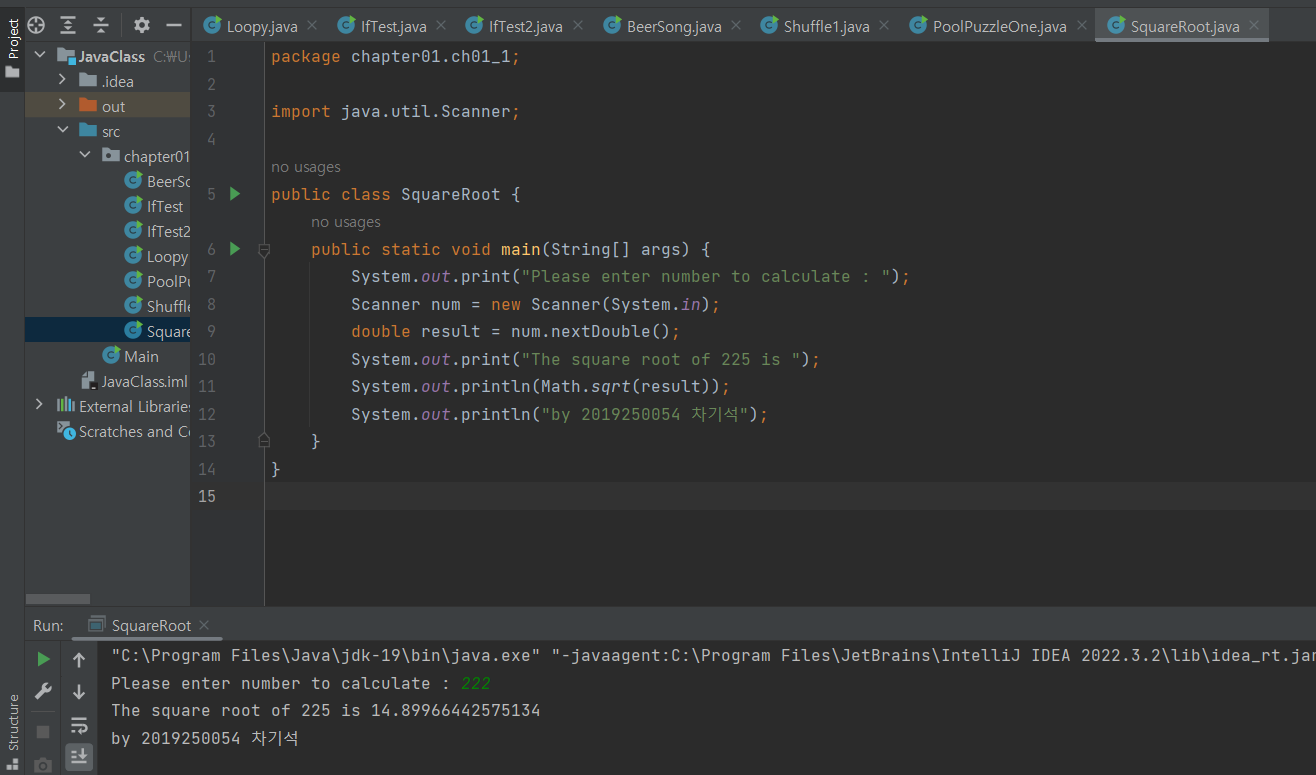 Project
Loopy.java
IfTest.java
IfTest2.java
BeerSong.java
Shuffle1.java
PoolPuzzleOne.java
SquareRoot.java
JavaClass C:₩Us
.idea
out
src
chapter01
BeerSo
IfTest
IfTest2
Loopy
PoolPu
Shuffle
Square
Main
JavaClass.iml
External Libraries
Scratches and Co
1 package chapter01.ch01_1;
2
3 import java.util.Scanner;
4
no usages
5 public class SquareRoot {
no usages
6 public static void main(String[] args) {
7 System.out.print("Please enter number to calculate : ");
8 Scanner num = new Scanner(System.in);
9 double result = num.nextDouble();
10 System.out.print("The square root of 225 is ");
11 System.out.println(Math.sqrt(result));
12 System.out.println("by 2019250054 차기석");
13 }
14 }
15
Run: SquareRoot
"C:\Program Files\Java\jdk-19\bin\java.exe" "-javaagent:C:\Program Files\JetBrains\IntelliJ IDEA 2022.3.2\lib\idea_rt.jar
Please enter number to calculate : 222
The square root of 225 is 14.89966442575134
by 2019250054 차기석
Structure